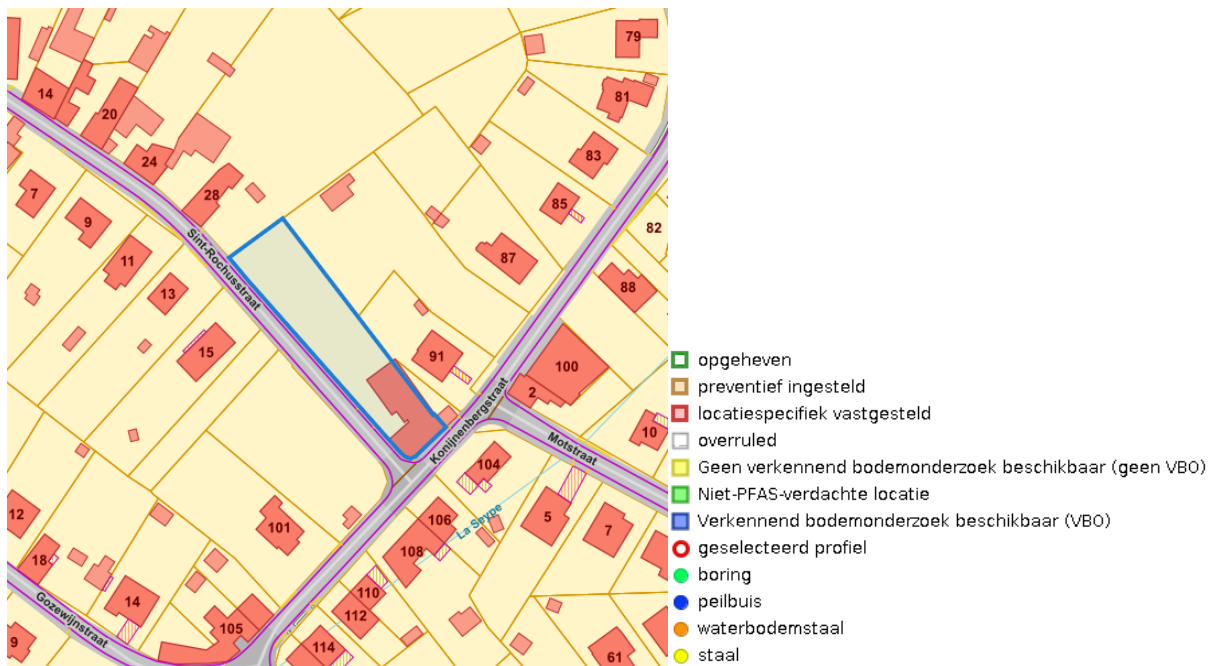 79
14
81
20
83
24
28
7
85
9
82
Sint-Rochusstraat
87
11
88
13
15
91
100
2
Konijnenbergstraat
10
Motstraat
104
12
106
5
La Seype
101
7
108
18
110
14
112
Gozewijnstraat
105
9
114
61
opgeheven
preventief ingesteld
locatiespecifiek vastgesteld
overruled
Geen verkennend bodemonderzoek beschikbaar (geen VBO)
Niet-PFAS-verdachte locatie
Verkennend bodemonderzoek beschikbaar (VBO)
geselecteerd profiel
boring
peilbuis
waterbodemstaal
staal